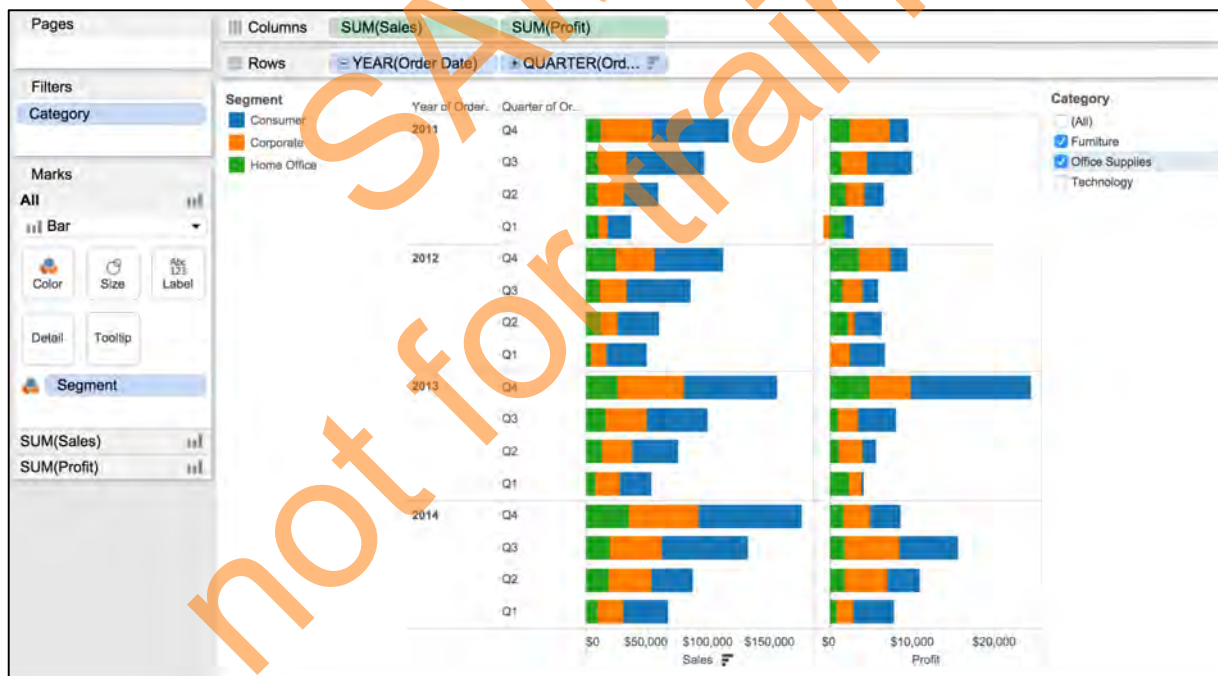 Pages
Columns SUM(Sales) SUM(Profit)
Rows YEAR(Order Date) QUARTER(Ord...
Filters
Category
Marks
All
Bar
Color
Size
Abc
123
Label
Detail
Tooltip
Segment
SUM(Sales)
SUM(Profit)
Segment
Consumer
Corporate
Home Office
Year of Order.. Quarter of Or..
2011 Q4
Q3
Q2
Q1
2012 Q4
Q3
Q2
Q1
2013 Q4
Q3
Q2
Q1
2014 Q4
Q3
Q2
Q1
$0 $50,000 $100,000 $150,000
Sales
$0 $10,000 $20,000
Profit
Category
(All)
Furniture
Office Supplies
Technology
not for train